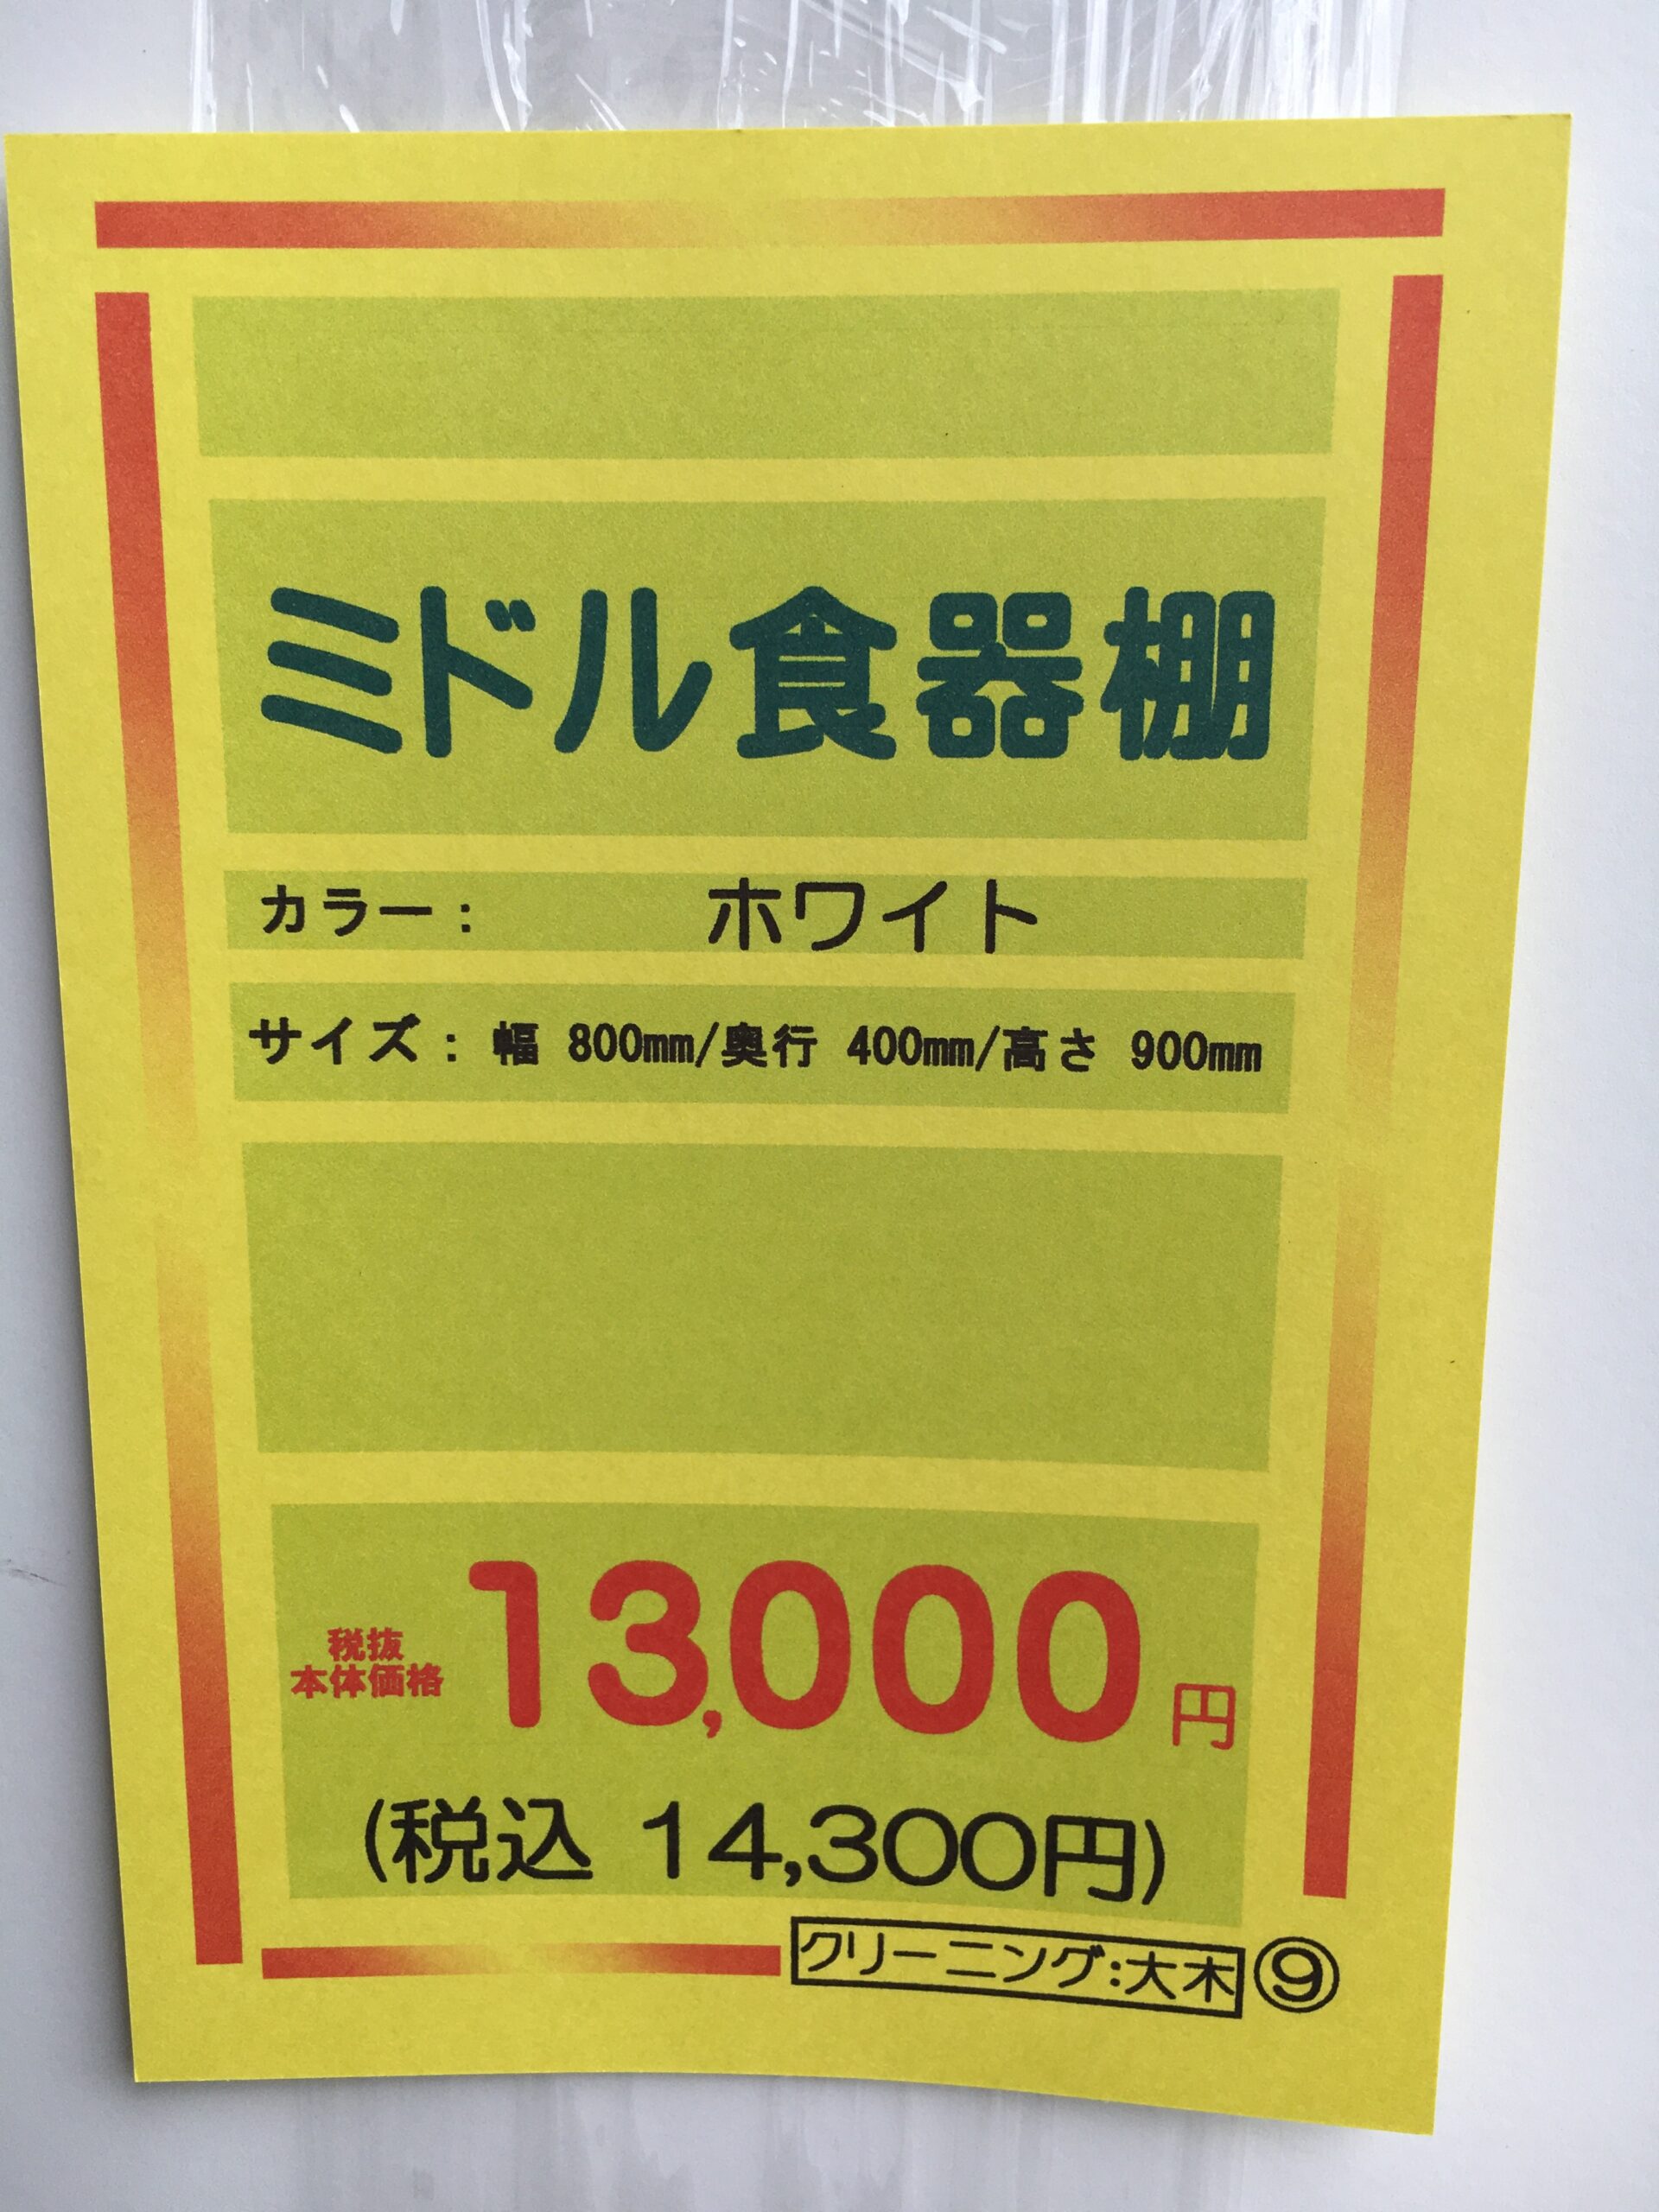 ミドル食器棚
カラー： ホワイト
サイズ： 幅 800mm/奥行 400mm/高さ 900mm
税抜
本体価格
13,000円
(税込 14,300円)
クリーニング:大木 ⑨